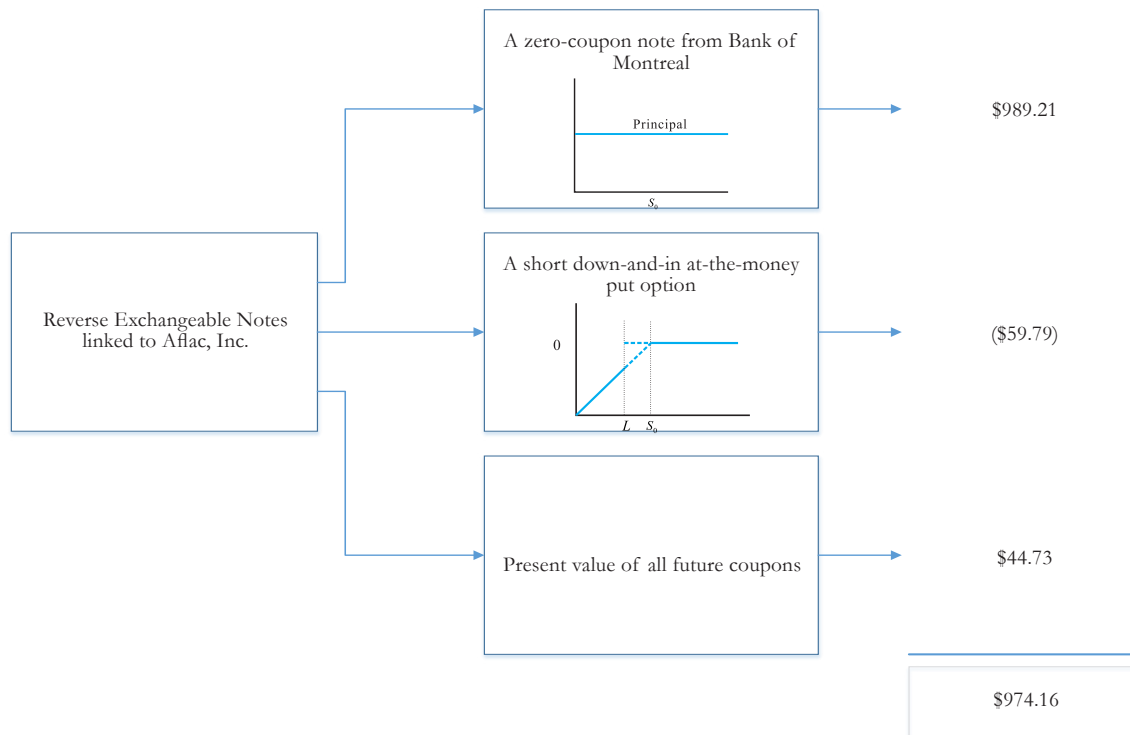 A zero-coupon note from Bank of
Montreal
Principal
S₀
$989.21
Reverse Exchangeable Notes
linked to Aflac, Inc.
A short down-and-in at-the-money
put option
0
L
S₀
($59.79)
Present value of all future coupons
$44.73
$974.16